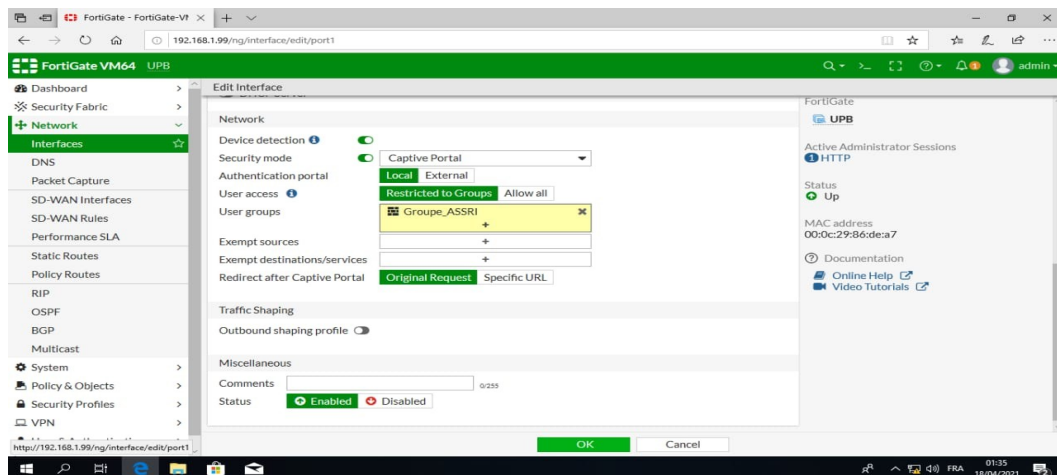 FortiGate - FortiGate-VM
192.168.1.99/ng/interface/edit/port1
FortiGate VM64 UPB
admin
Dashboard
Security Fabric
Network
Interfaces
DNS
Packet Capture
SD-WAN Interfaces
SD-WAN Rules
Performance SLA
Static Routes
Policy Routes
RIP
OSPF
BGP
Multicast
System
Policy & Objects
Security Profiles
VPN
http://192.168.1.99/ng/interface/edit/port1
Edit Interface
Network
Device detection
Security mode Captive Portal
Authentication portal Local External
User access Restricted to Groups Allow all
User groups Groupe_ASSRI
+
Exempt sources +
Exempt destinations/services +
Redirect after Captive Portal Original Request Specific URL
Traffic Shaping
Outbound shaping profile
Miscellaneous
Comments 0/255
Status Enabled Disabled
OK Cancel
FortiGate
UPB
Active Administrator Sessions
1 HTTP
Status
Up
MAC address
00:0c:29:86:de:a7
Documentation
Online Help
Video Tutorials
FRA
01:35
18/04/2021